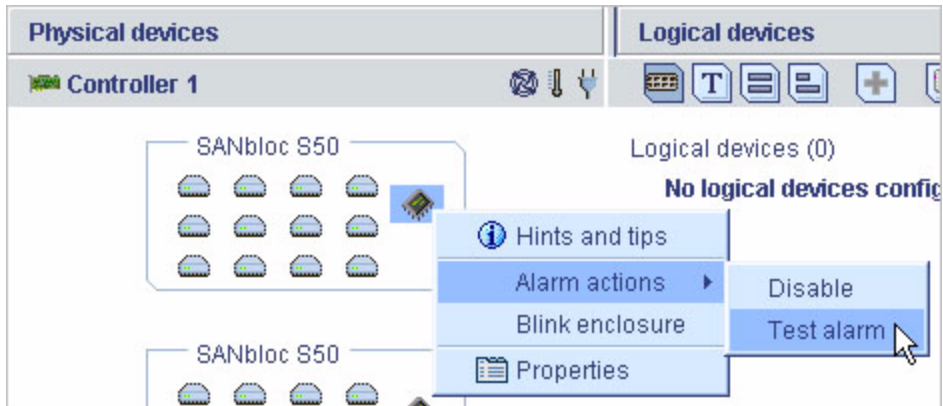 Physical devices
Logical devices
Controller 1
T
SANbloc S50
Logical devices (0)
No logical devices config
Hints and tips
Alarm actions
Disable
Blink enclosure
Test alarm
SANbloc S50
Properties